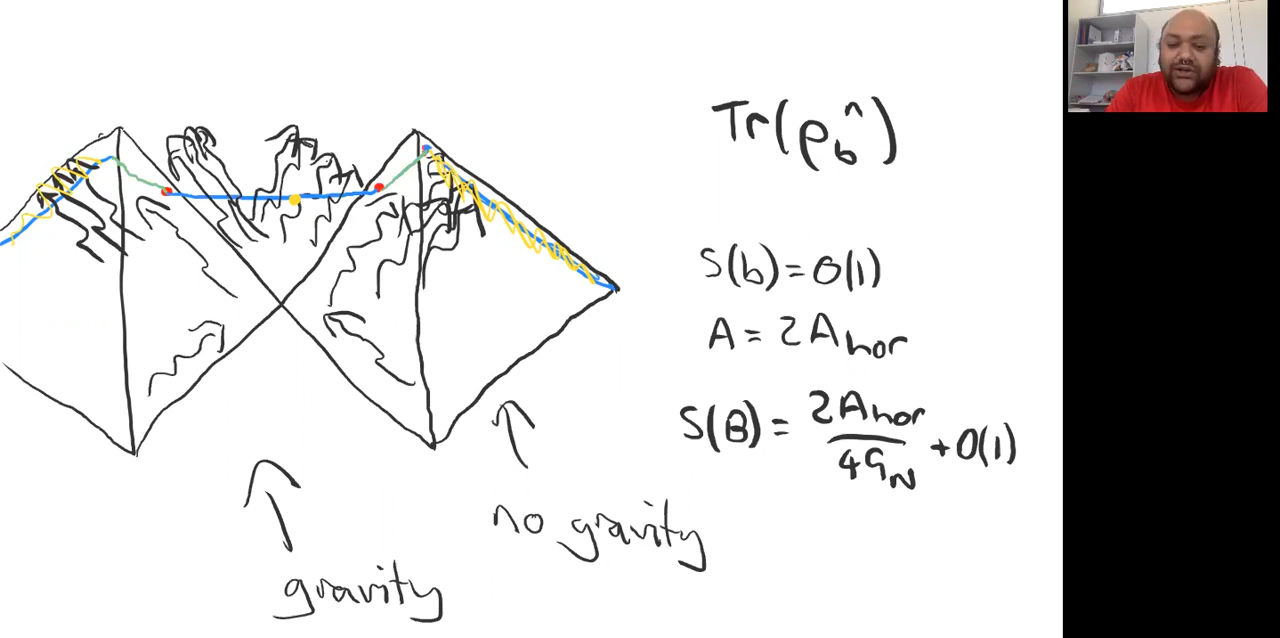 Tr(ρ_b^n)
S(b) = O(1)
A = 2A_hor
S(B) = 2A_hor / 4G_N + O(1)
no gravity
gravity